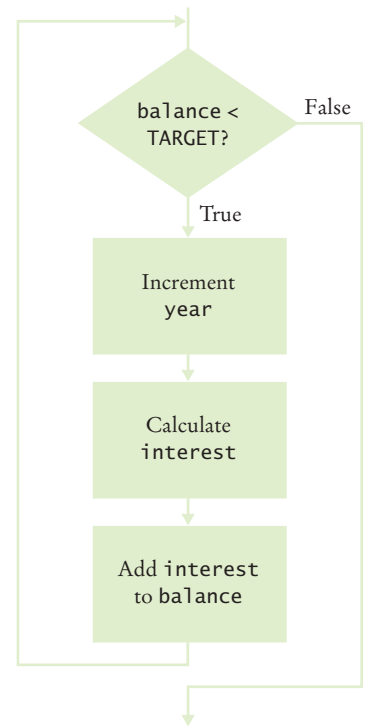 balance <
TARGET?
False
True
Increment
year
Calculate
interest
Add interest
to balance